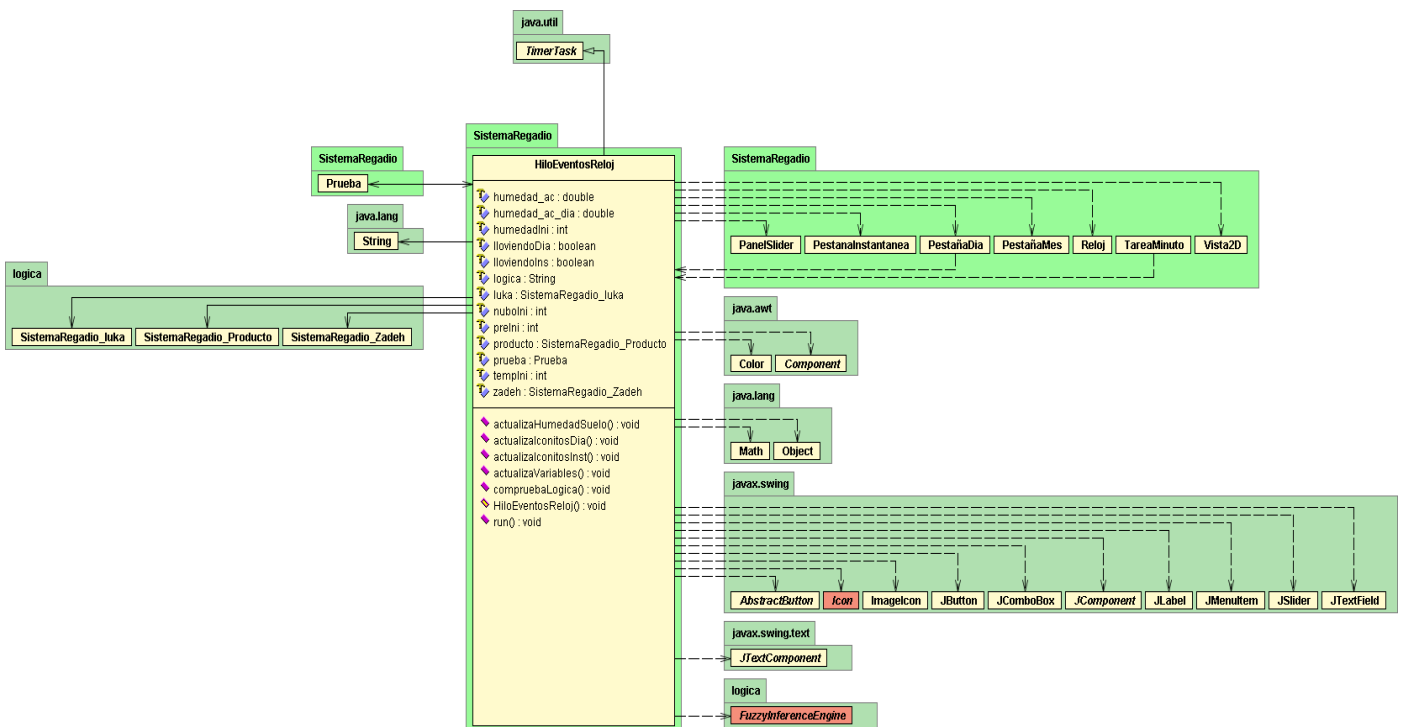 java.util
TimerTask
SistemaRegadio
HiloEventosReloj
humedad_ac : double
humedad_ac_dia : double
humedadIni : int
lloviendoDia : boolean
lloviendoIns : boolean
logica : String
luka : SistemaRegadio_luka
nuboIni : int
preIni : int
producto : SistemaRegadio_Producto
prueba : Prueba
tempIni : int
zadeh : SistemaRegadio_Zadeh
actualizaHumedadSuelo() : void
actualizaIconitosDia() : void
actualizaIconitosInst() : void
actualizaVariables() : void
compruebaLogica() : void
HiloEventosReloj() : void
run() : void
SistemaRegadio
Prueba
java.lang
String
logica
SistemaRegadio_luka SistemaRegadio_Producto SistemaRegadio_Zadeh
SistemaRegadio
PanelSlider PestanaInstantanea PestañaDia PestañaMes Reloj TareaMinuto Vista2D
java.awt
Color Component
java.lang
Math Object
javax.swing
AbstractButton Icon ImageIcon JButton JComboBox JComponent JLabel JMenuItem JSlider JTextField
javax.swing.text
JTextComponent
logica
FuzzyInferenceEngine